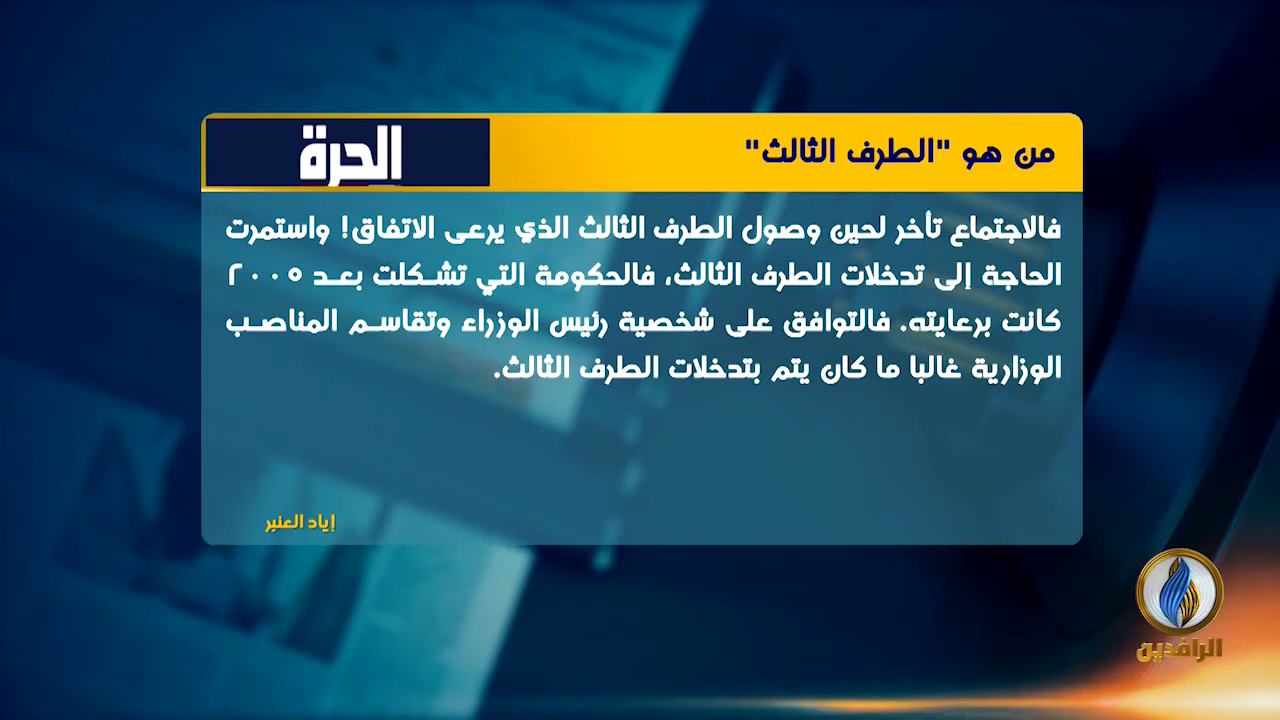 من هو "الطرف الثالث"
الحرة
فالاجتماع تأخر لحين وصول الطرف الثالث الذي يرعى الاتفاق! واستمرت
الحاجة إلى تدخلات الطرف الثالث، فالحكومة التي تشكلت بعد ٢٠٠٥
كانت برعايته. فالتوافق على شخصية رئيس الوزراء وتقاسم المناصب
الوزارية غالبا ما كان يتم بتدخلات الطرف الثالث.
إياد العنبر
الرافدين